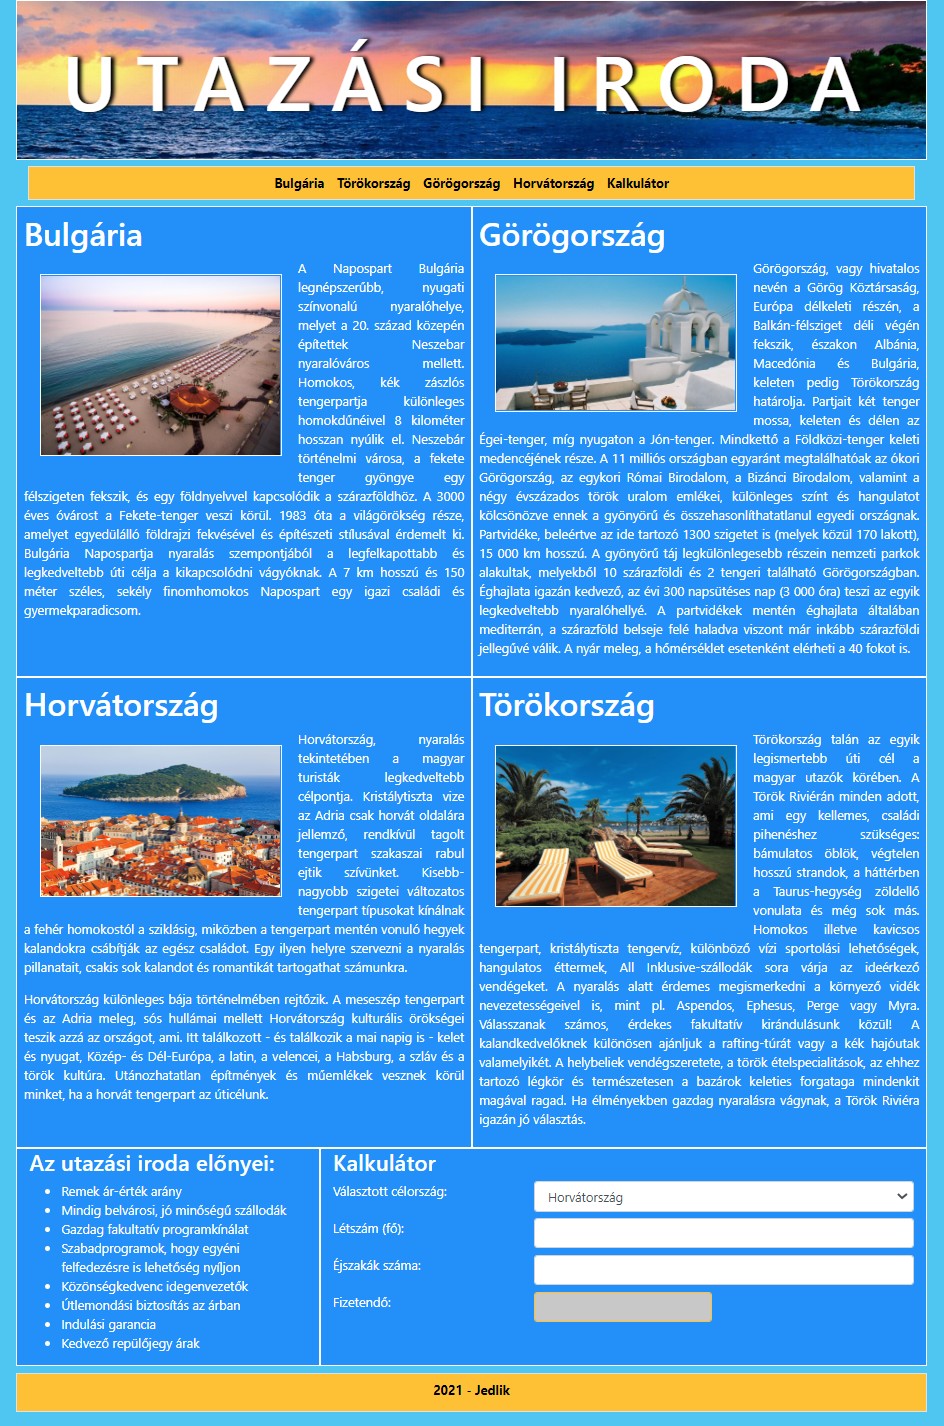 UTAZÁSI IRODA
Bulgária Törökország Görögország Horvátország Kalkulátor
Bulgária
A Napospart Bulgária
legnépszerűbb, nyugati
színvonalú nyaralóhelye,
melyet a 20. század közepén
építettek Neszebar
nyaralóváros mellett.
Homokos, kék zászlós
tengerpartja különleges
homokdűnéivel 8 kilométer
hosszan nyúlik el. Neszebár
történelmi városa, a fekete
tenger gyöngye egy
félszigeten fekszik, és egy földnyelvvel kapcsolódik a szárazföldhöz. A 3000
éves óvárost a Fekete-tenger veszi körül. 1983 óta a világörökség része,
amelyet egyedülálló földrajzi fekvésével és építészeti stílusával érdemelt ki.
Bulgária Napospartja nyaralás szempontjából a legfelkapottabb és
legkedveltebb úti célja a kikapcsolódni vágyóknak. A 7 km hosszú és 150
méter széles, sekély finomhomokos Napospart egy igazi családi és
gyermekparadicsom.
Görögország
Görögország, vagy hivatalos
nevén a Görög Köztársaság,
Európa délkeleti részén, a
Balkán-félsziget déli végén
fekszik, északon Albánia,
Macedónia és Bulgária,
keleten pedig Törökország
határolja. Partjait két tenger
mossa, keleten és délen az
Égei-tenger, míg nyugaton a Jón-tenger. Mindkettő a Földközi-tenger keleti
medencéjének része. A 11 milliós országban egyaránt megtalálhatóak az ókori
Görögország, az egykori Római Birodalom, a Bizánci Birodalom, valamint a
négy évszázados török uralom emlékei, különleges színt és hangulatot
kölcsönözve ennek a gyönyörű és összehasonlíthatatlanul egyedi országnak.
Partvidéke, beleértve az ide tartozó 1300 szigetet is (melyek közül 170 lakott),
15 000 km hosszú. A gyönyörű táj legkülönlegesebb részein nemzeti parkok
alakultak, melyekből 10 szárazföldi és 2 tengeri található Görögországban.
Éghajlata igazán kedvező, az évi 300 napsütéses nap (3 000 óra) teszi az egyik
legkedveltebb nyaralóhellyé. A partvidékek mentén éghajlata általában
mediterrán, a szárazföld belseje felé haladva viszont már inkább szárazföldi
jellegűvé válik. A nyár meleg, a hőmérséklet esetenként elérheti a 40 fokot is.
Horvátország
Horvátország, nyaralás
tekintetében a magyar
turisták legkedveltebb
célpontja. Kristálytiszta vize
az Adria csak horvát oldalára
jellemző, rendkívül tagolt
tengerpart szakaszai rabul
ejtik szívünket. Kisebb-
nagyobb szigetei változatos
tengerpart típusokat kínálnak
a fehér homokostól a sziklásig, miközben a tengerpart mentén vonuló hegyek
kalandokra csábítják az egész családot. Egy ilyen helyre szervezni a nyaralás
pillanatait, csakis sok kalandot és romantikát tartogathat számunkra.
Horvátország különleges bája történelmében rejtőzik. A meseszép tengerpart
és az Adria meleg, sós hullámai mellett Horvátország kulturális örökségei
teszik azzá az országot, ami. Itt találkozott - és találkozik a mai napig is - kelet
és nyugat, Közép- és Dél-Európa, a latin, a velencei, a Habsburg, a szláv és a
török kultúra. Utánozhatatlan építmények és műemlékek vesznek körül
minket, ha a horvát tengerpart az úticélunk.
Törökország
Törökország talán az egyik
legismertebb úti cél a
magyar utazók körében. A
Török Riviérán minden adott,
ami egy kellemes, családi
pihenéshez szükséges:
bámulatos öblök, végtelen
hosszú strandok, a háttérben
a Taurus-hegység zöldellő
vonulata és még sok más.
Homokos illetve kavicsos
tengerpart, kristálytiszta tengervíz, különböző vízi sportolási lehetőségek,
hangulatos éttermek, All Inklusive-szállodák sora várja az ideérkező
vendégeket. A nyaralás alatt érdemes megismerkedni a környező vidék
nevezetességeivel is, mint pl. Aspendos, Ephesus, Perge vagy Myra.
Válasszanak számos, érdekes fakultatív kirándulásunk közül! A
kalandkedvelőknek különösen ajánljuk a rafting-túrát vagy a kék hajóutak
valamelyikét. A helybeliek vendégszeretete, a török ételspecialitások, az ehhez
tartozó légkör és természetesen a bazárok keleties forgataga mindenkit
magával ragad. Ha élményekben gazdag nyaralásra vágynak, a Török Riviéra
igazán jó választás.
Az utazási iroda előnyei:
Remek ár-érték arány
Mindig belvárosi, jó minőségű szállodák
Gazdag fakultatív programkínálat
Szabadprogramok, hogy egyéni
felfedezésre is lehetőség nyíljon
Közönségkedvenc idegenvezetők
Útlemondási biztosítás az árban
Indulási garancia
Kedvező repülőjegy árak
Kalkulátor
Választott célország:
Horvátország
Létszám (fő):
Éjszakák száma:
Fizetendő:
2021 - Jedlik